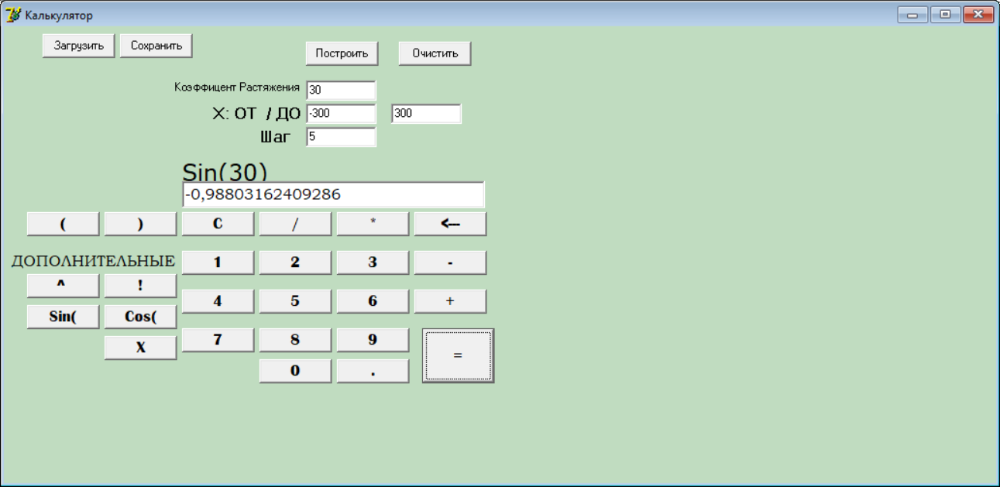 Калькулятор
Загрузить Сохранить
Построить Очистить
Коэффицент Растяжения 30
X: ОТ / ДО -300 300
Шаг 5
Sin(30)
-0,98803162409286
( ) C / * <---
ДОПОЛНИТЕЛЬНЫЕ 1 2 3 -
^ !
4 5 6 +
Sin( Cos(
X 7 8 9 =
0 .